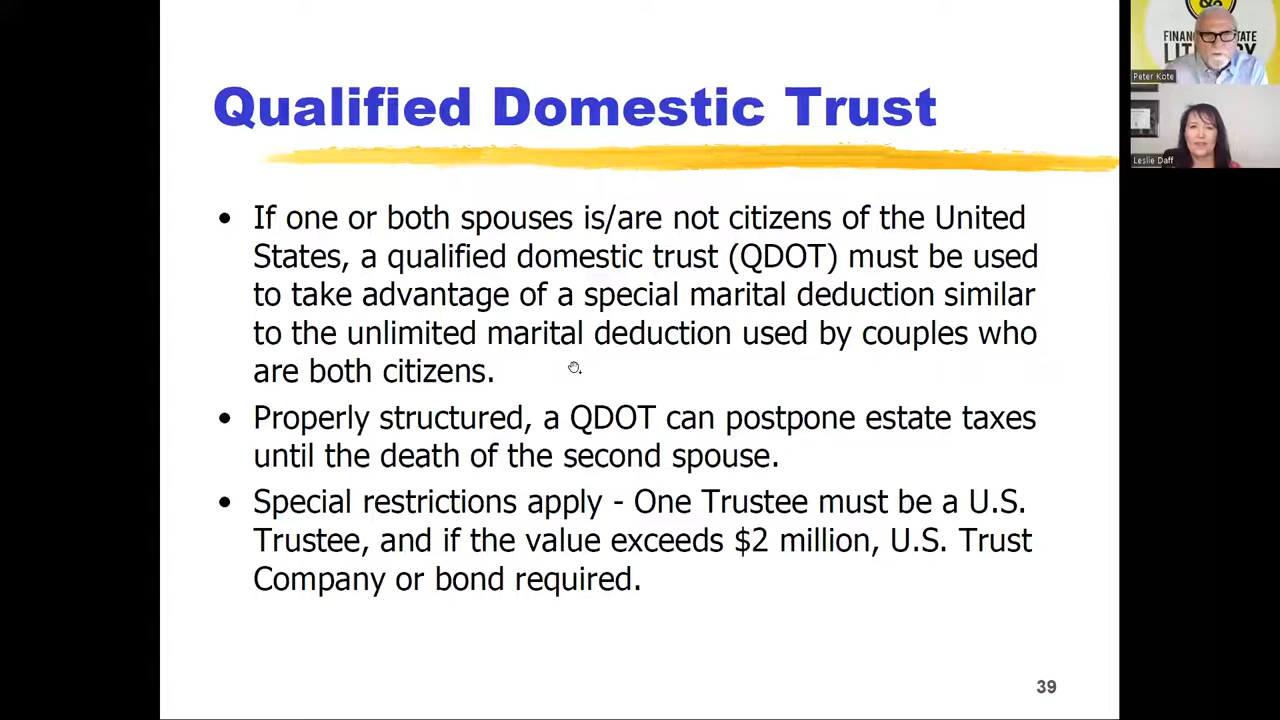 Qualified Domestic Trust
• If one or both spouses is/are not citizens of the United
States, a qualified domestic trust (QDOT) must be used
to take advantage of a special marital deduction similar
to the unlimited marital deduction used by couples who
are both citizens.
• Properly structured, a QDOT can postpone estate taxes
until the death of the second spouse.
• Special restrictions apply - One Trustee must be a U.S.
Trustee, and if the value exceeds $2 million, U.S. Trust
Company or bond required.
39
Peter Kote
Leslie Daff